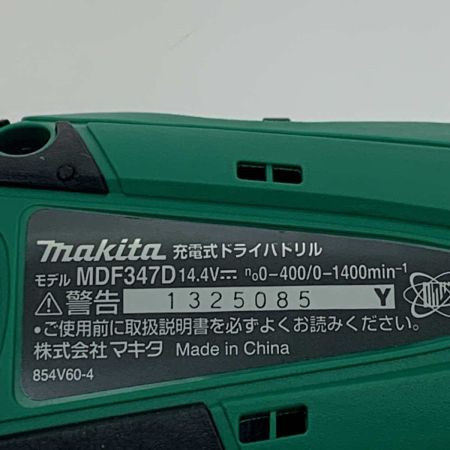 makita 充電式ドライバドリル
モデル MDF347D 14.4V⎓ n₀0-400/0-1400min⁻¹
⚠警告 1325085 Y
●ご使用前に取扱説明書を必ずよくお読みください。
株式会社マキタ Made in China
854V60-4